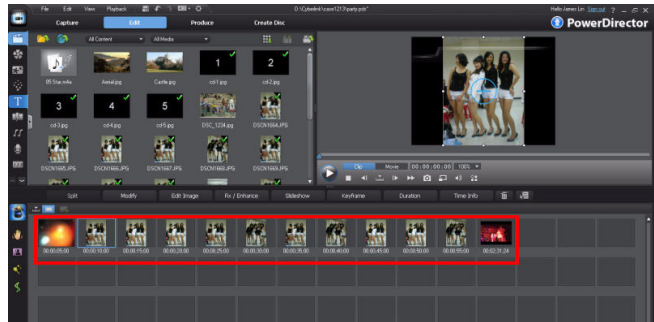 File Edit View Playback D:\Cyberlink\case1213\party.pds* Hello James Lin Sign out ?
Capture Edit Produce Create Disc PowerDirector
All Content All Media
05 Star.m4a Aerial.jpg Castle.jpg cd-1.jpg cd-2.jpg
1 2
3 4 5
cd-3.jpg cd-4.jpg cd-5.jpg DSC_1234.jpg DSCN1664.JPG
DSCN1665.JPG DSCN1666.JPG DSCN1667.JPG DSCN1668.JPG DSCN1669.JPG
Clip Movie 00:00:00:00 100%
T
Split Modify Edit Image Fix / Enhance Slideshow Keyframe Duration Time Info
00:00:05:00 00:00:10:00 00:00:15:00 00:00:20:00 00:00:25:00 00:00:30:00 00:00:35:00 00:00:40:00 00:00:45:00 00:00:50:00 00:00:55:00 00:02:31:24